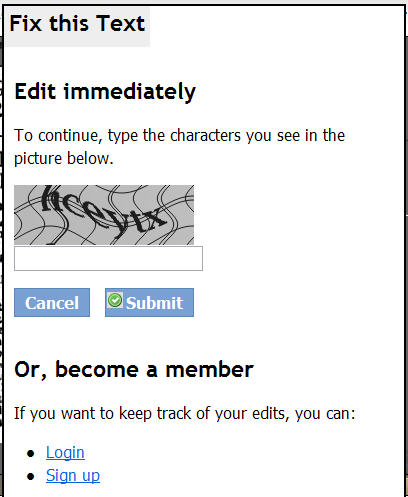 Fix this Text
Edit immediately
To continue, type the characters you see in the
picture below.
Cancel
Submit
Or, become a member
If you want to keep track of your edits, you can:
Login
Sign up